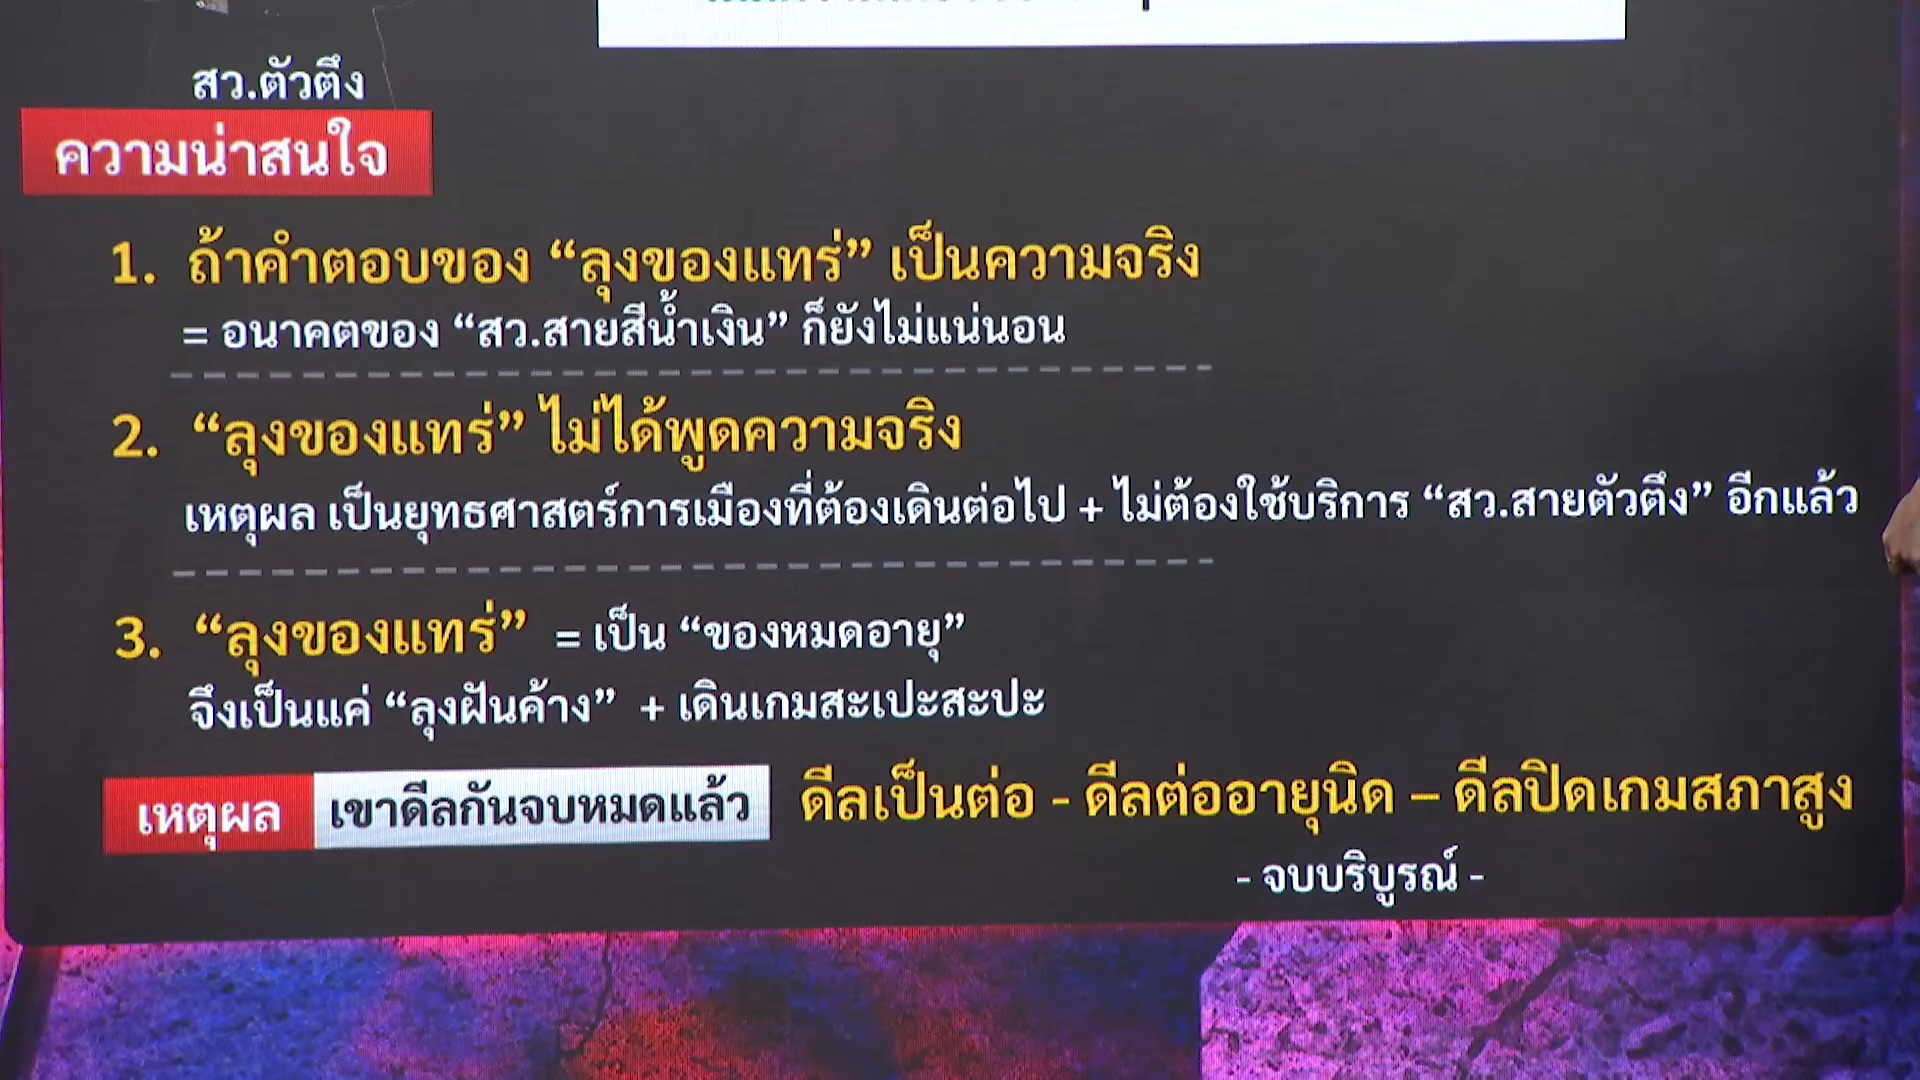 สว.ตัวตึง
ความน่าสนใจ
1. ถ้าคำตอบของ “ลุงของแทร่” เป็นความจริง
= อนาคตของ “สว.สายสีน้ำเงิน” ก็ยังไม่แน่นอน
2. “ลุงของแทร่” ไม่ได้พูดความจริง
เหตุผล เป็นยุทธศาสตร์การเมืองที่ต้องเดินต่อไป + ไม่ต้องใช้บริการ “สว.สายตัวตึง” อีกแล้ว
3. “ลุงของแทร่” = เป็น “ของหมดอายุ”
จึงเป็นแค่ “ลุงฝันค้าง” + เดินเกมสะเปะสะปะ
เหตุผล เขาดีลกันจบหมดแล้ว ดีลเป็นต่อ - ดีลต่ออายุนิด – ดีลปิดเกมสภาสูง
- จบบริบูรณ์ -